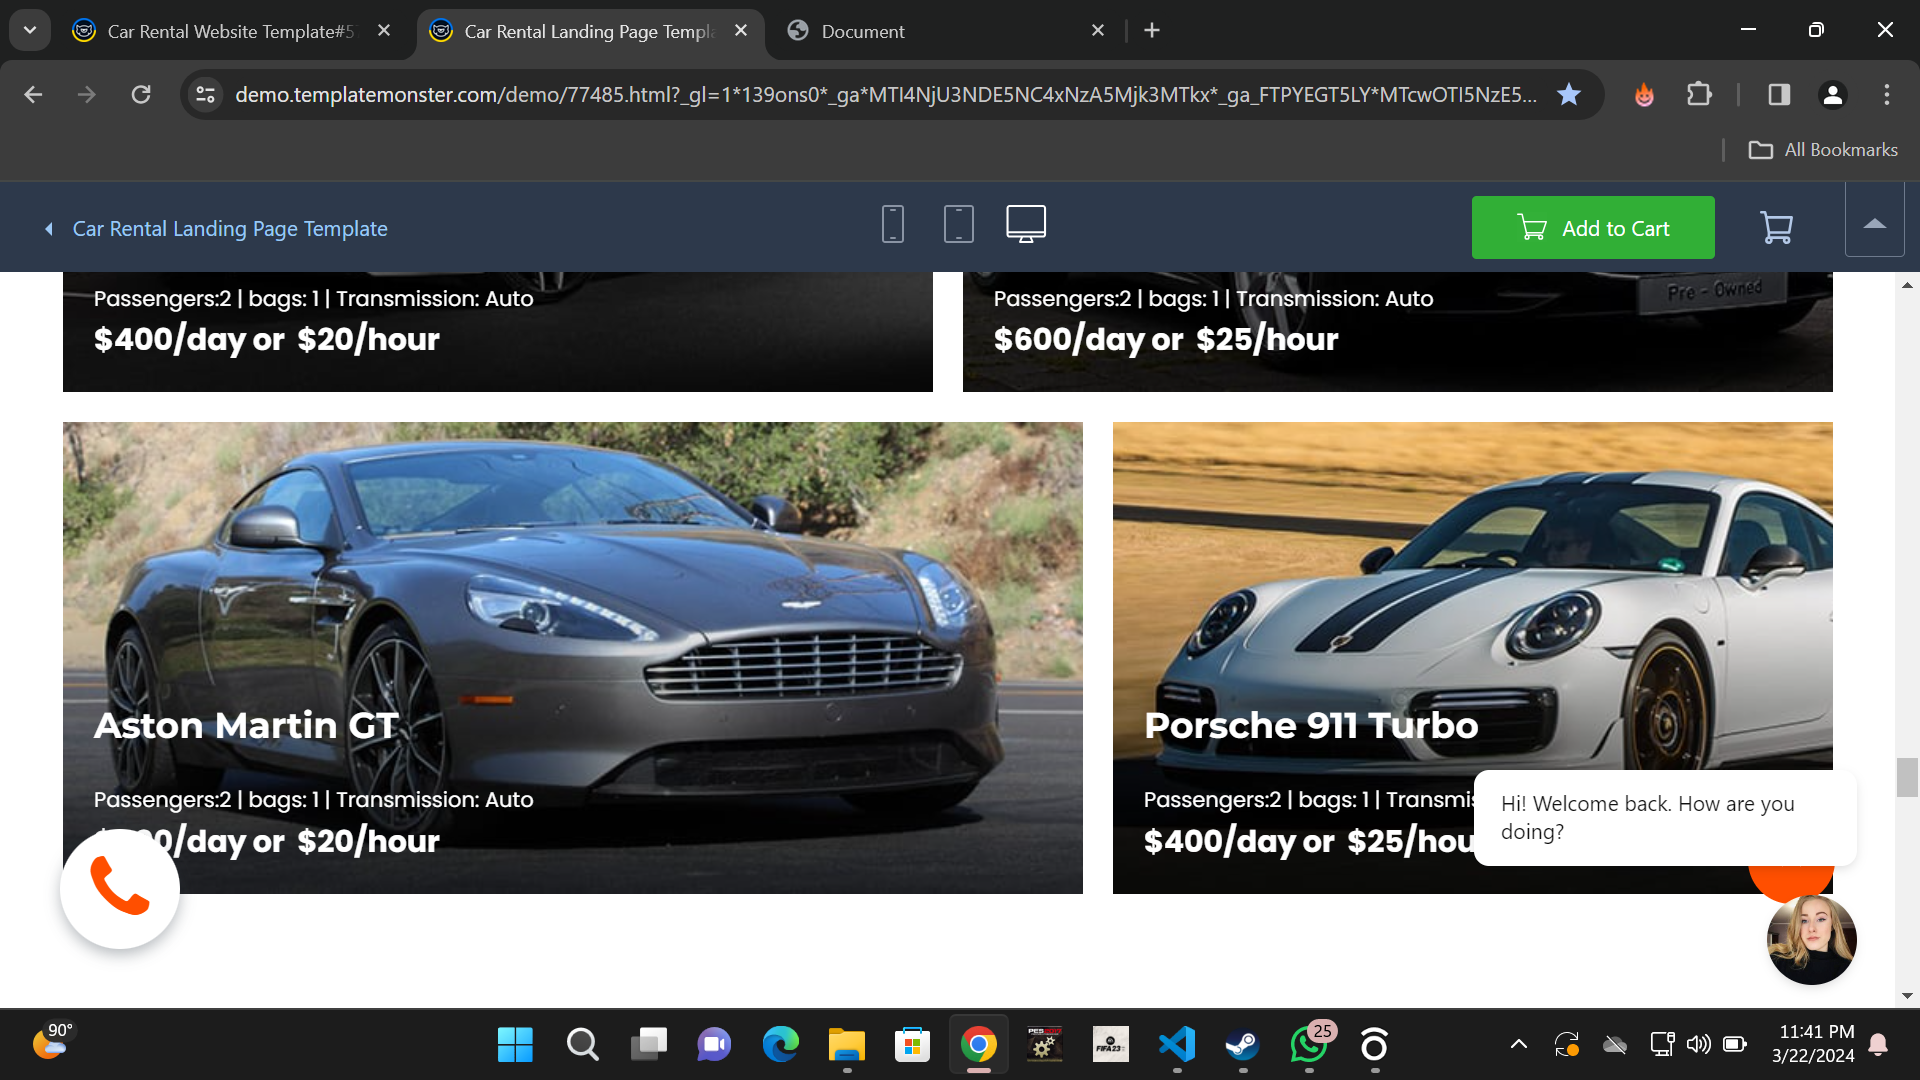 Car Rental Website Template#5
Car Rental Landing Page Templa
Document
demo.templatemonster.com/demo/77485.html?_gl=1*139ons0*_ga*MTI4NjU3NDE5NC4xNzA5Mjk3MTkx*_ga_FTPYEGT5LY*MTcwOTI5NzE5...
All Bookmarks
Car Rental Landing Page Template
Add to Cart
Passengers:2 | bags: 1 | Transmission: Auto
$400/day or $20/hour
Passengers:2 | bags: 1 | Transmission: Auto
$600/day or $25/hour
Pre - Owned
Aston Martin GT
Passengers:2 | bags: 1 | Transmission: Auto
/day or $20/hour
Porsche 911 Turbo
Passengers:2 | bags: 1 | Transmis
$400/day or $25/hou
Hi! Welcome back. How are you
doing?
90°
FIFA 23
25
11:41 PM
3/22/2024